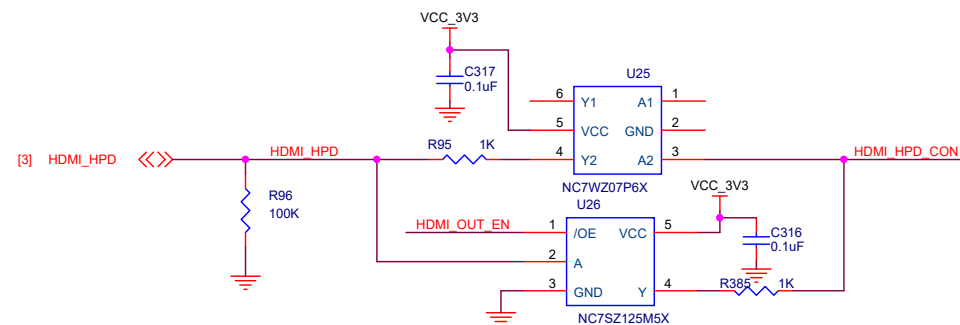 VCC_3V3
C317
0.1uF
U25
6 Y1 A1 1
5 VCC GND 2
4 Y2 A2 3
NC7WZ07P6X
[3] HDMI_HPD
HDMI_HPD
R95 1K
HDMI_HPD_CON
R96
100K
VCC_3V3
U26
HDMI_OUT_EN
1 /OE VCC 5
2 A
3 GND Y 4
NC7SZ125M5X
C316
0.1uF
R385 1K